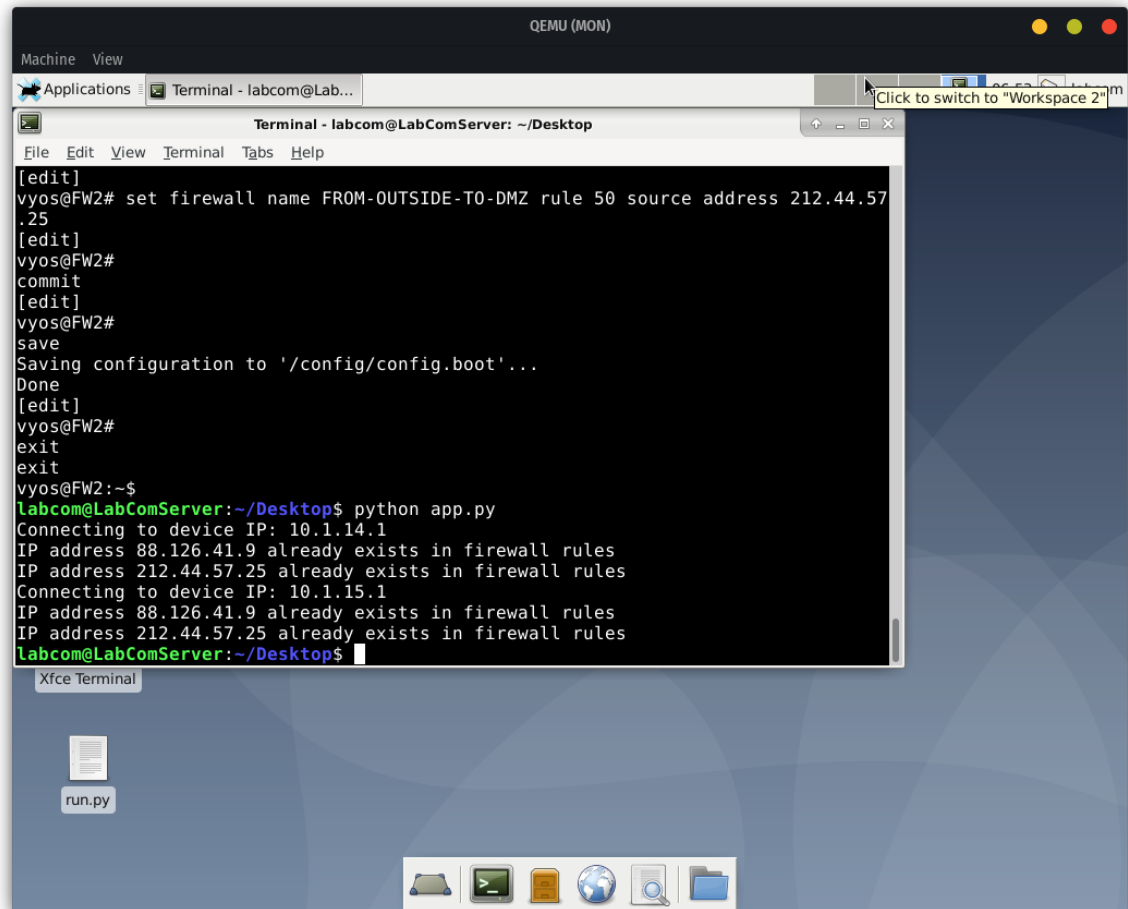 QEMU (MON)
Machine View
Applications Terminal - labcom@Lab...
Click to switch to "Workspace 2"
Terminal - labcom@LabComServer: ~/Desktop
File Edit View Terminal Tabs Help
[edit]
vyos@FW2# set firewall name FROM-OUTSIDE-TO-DMZ rule 50 source address 212.44.57
.25
[edit]
vyos@FW2#
commit
[edit]
vyos@FW2#
save
Saving configuration to '/config/config.boot'...
Done
[edit]
vyos@FW2#
exit
exit
vyos@FW2:~$
labcom@LabComServer:~/Desktop$ python app.py
Connecting to device IP: 10.1.14.1
IP address 88.126.41.9 already exists in firewall rules
IP address 212.44.57.25 already exists in firewall rules
Connecting to device IP: 10.1.15.1
IP address 88.126.41.9 already exists in firewall rules
IP address 212.44.57.25 already exists in firewall rules
labcom@LabComServer:~/Desktop$
Xfce Terminal
run.py